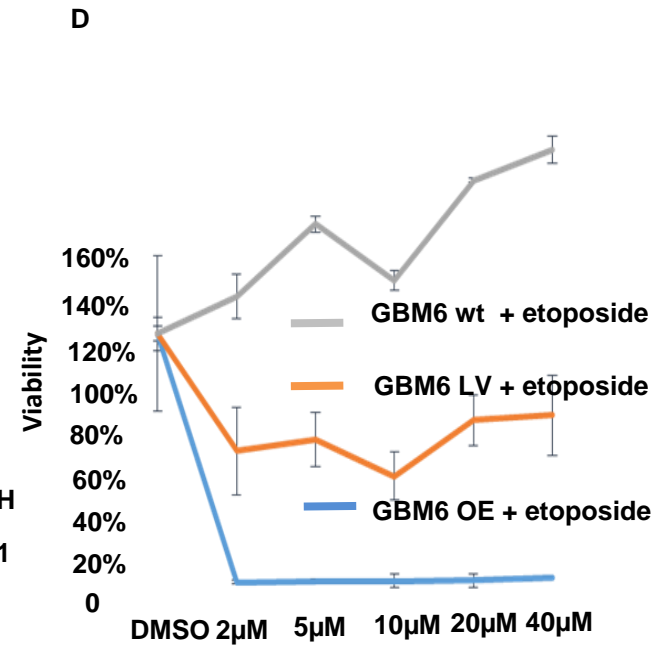 D
160%
140%
120%
100%
80%
60%
40%
20%
0
Viability
H
1
GBM6 wt + etoposide
GBM6 LV + etoposide
GBM6 OE + etoposide
DMSO 2µM 5µM 10µM 20µM 40µM